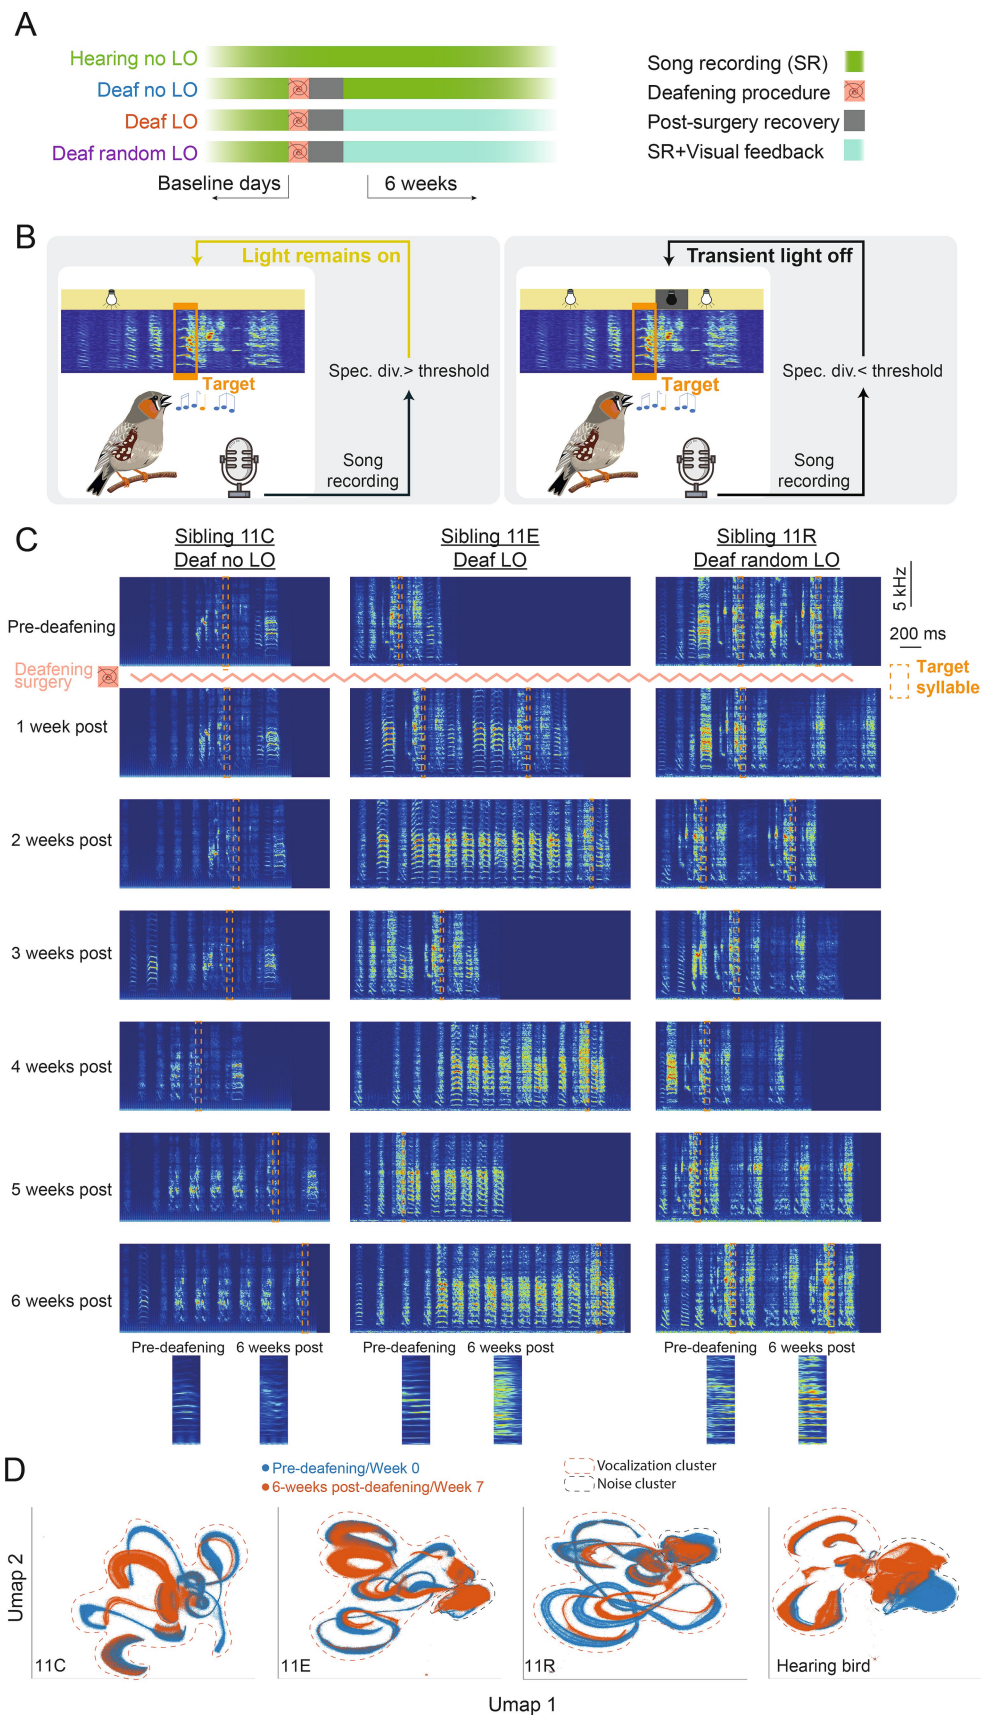 A
Hearing no LO
Deaf no LO
Deaf LO
Deaf random LO
Baseline days
6 weeks
Song recording (SR)
Deafening procedure
Post-surgery recovery
SR+Visual feedback
B
Light remains on
Target
Spec. div.> threshold
Song
recording
Transient light off
Target
Spec. div.< threshold
Song
recording
C
Sibling 11C
Deaf no LO
Sibling 11E
Deaf LO
Sibling 11R
Deaf random LO
5 kHz
200 ms
Target
syllable
Pre-deafening
Deafening
surgery
1 week post
2 weeks post
3 weeks post
4 weeks post
5 weeks post
6 weeks post
Pre-deafening 6 weeks post
Pre-deafening 6 weeks post
Pre-deafening 6 weeks post
D
Pre-deafening/Week 0
6-weeks post-deafening/Week 7
Vocalization cluster
Noise cluster
Umap 2
11C
11E
11R
Hearing bird
Umap 1